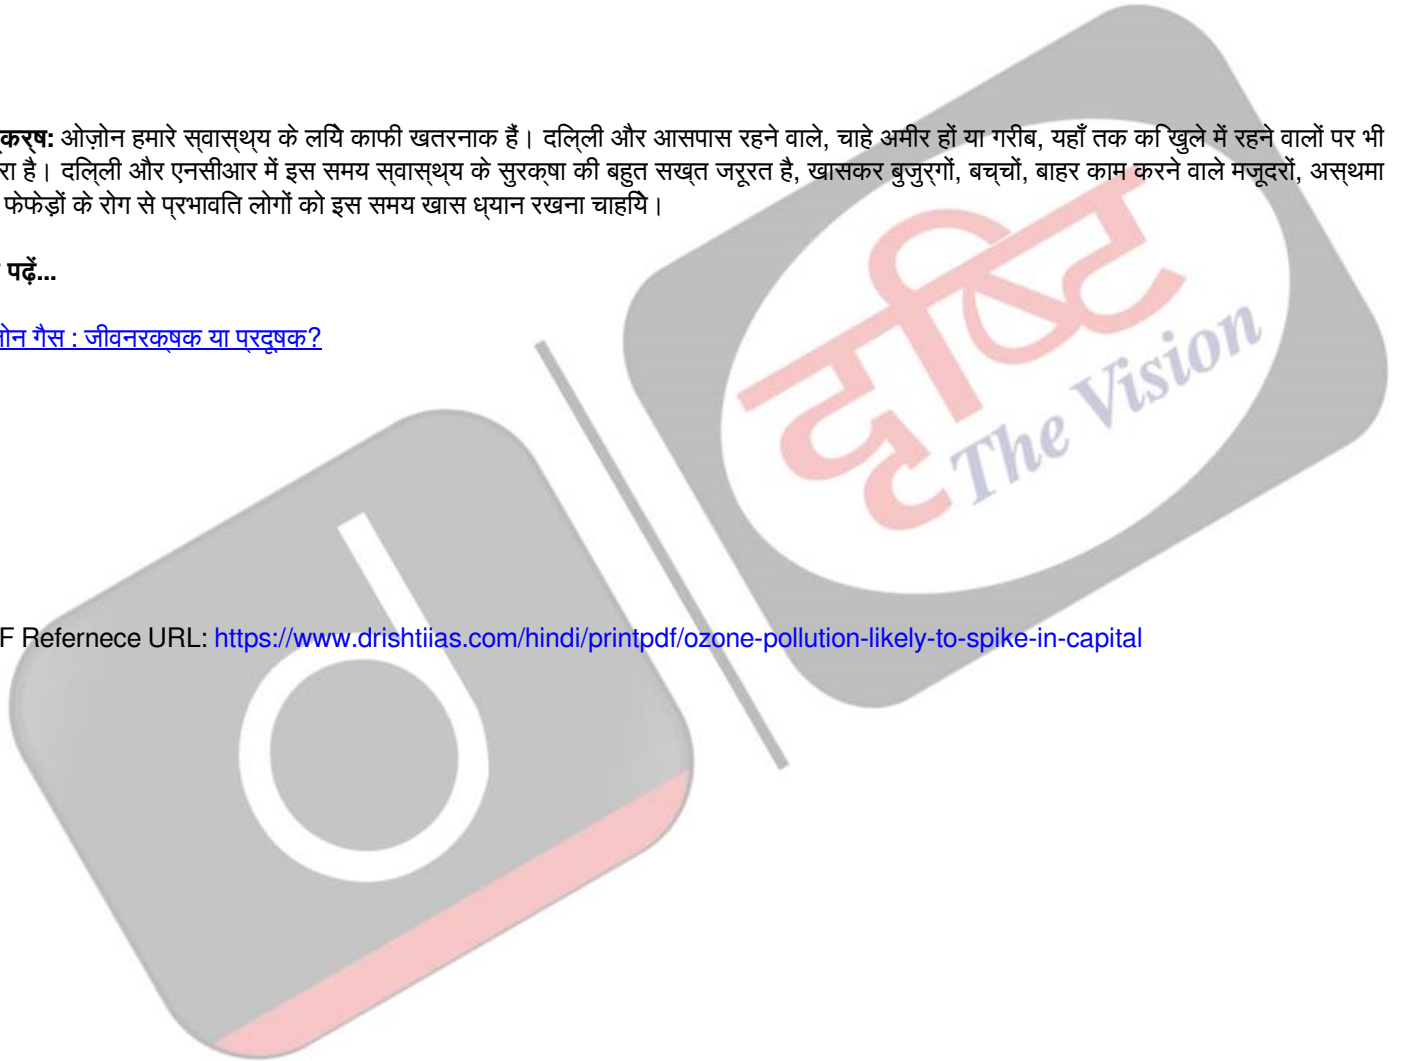 करष: ओज़ोन हमारे स्वास्थ्य के लिये काफी खतरनाक हैं। दिल्ली और आसपास रहने वाले, चाहे अमीर हों या गरीब, यहाँ तक कि खुले में रहने वालों पर भी
रा है। दिल्ली और एनसीआर में इस समय स्वास्थ्य के सुरक्षा की बहुत सख्त जरूरत है, खासकर बुजुर्गों, बच्चों, बाहर काम करने वाले मजूदरों, अस्थमा
फेफेड़ों के रोग से प्रभावित लोगों को इस समय खास ध्यान रखना चाहिये।
पढ़ें...
ोन गैस : जीवनरक्षक या प्रदूषक?
दृष्टि
The Vision
d
F Refernece URL: https://www.drishtiias.com/hindi/printpdf/ozone-pollution-likely-to-spike-in-capital